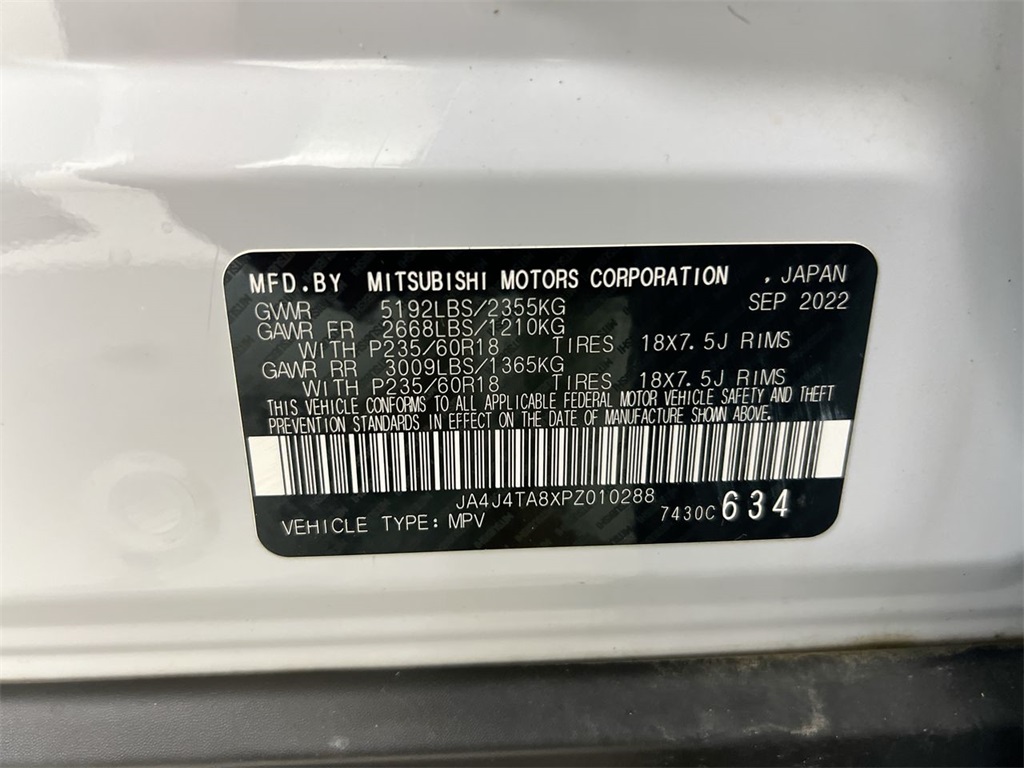 MFD.BY MITSUBISHI MOTORS CORPORATION , JAPAN
GVWR 5192LBS/2355KG SEP 2022
GAWR FR 2668LBS/1210KG
WITH P235/60R18 TIRES 18X7.5J RIMS
GAWR RR 3009LBS/1365KG
WITH P235/60R18 TIRES 18X7.5J RIMS
THIS VEHICLE CONFORMS TO ALL APPLICABLE FEDERAL MOTOR VEHICLE SAFETY AND THEFT
PREVENTION STANDARDS IN EFFECT ON THE DATE OF MANUFACTURE SHOWN ABOVE.
JA4J4TA8XPZ010288
VEHICLE TYPE: MPV 7430C 634